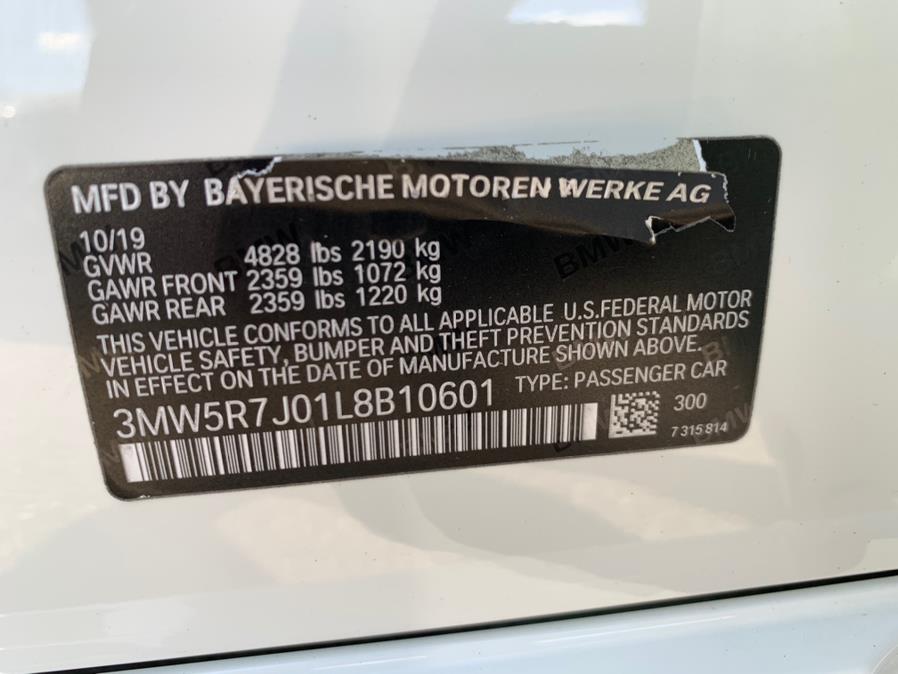 MFD BY BAYERISCHE MOTOREN WERKE AG
10/19
GVWR 4828 lbs 2190 kg
GAWR FRONT 2359 lbs 1072 kg
GAWR REAR 2359 lbs 1220 kg
THIS VEHICLE CONFORMS TO ALL APPLICABLE U.S.FEDERAL MOTOR
VEHICLE SAFETY, BUMPER AND THEFT PREVENTION STANDARDS
IN EFFECT ON THE DATE OF MANUFACTURE SHOWN ABOVE.
3MW5R7J01L8B10601 TYPE: PASSENGER CAR
300
7 315 814